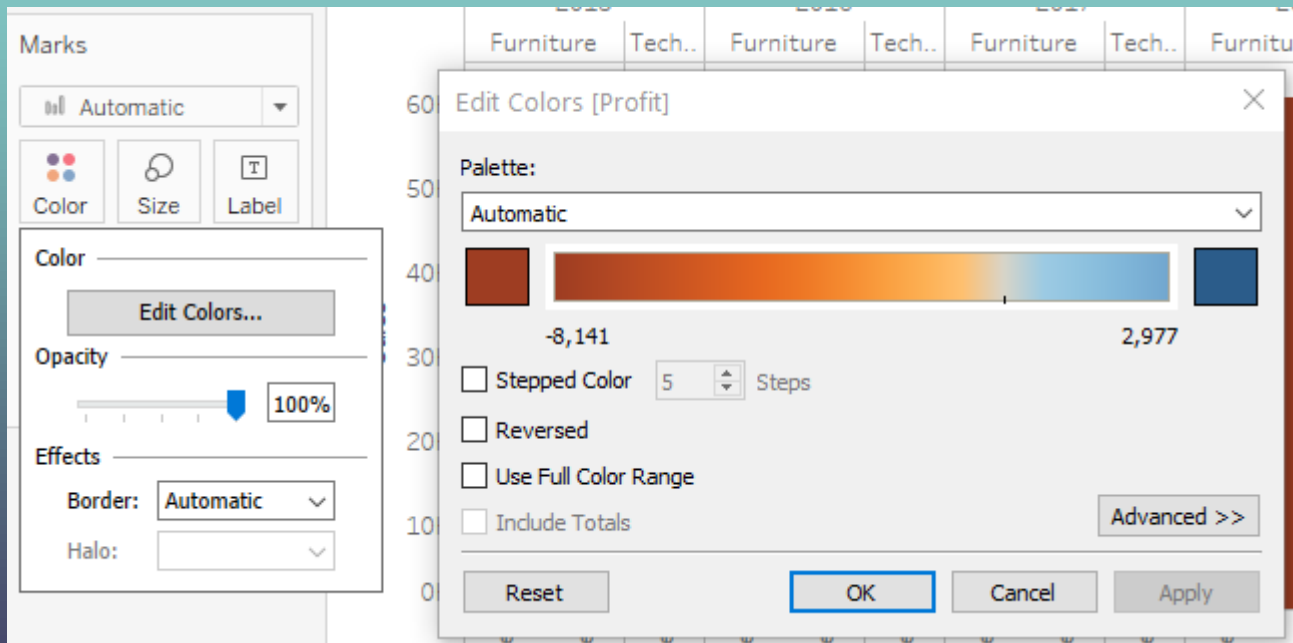 Marks
Automatic
Color Size Label
Color
Edit Colors...
Opacity
100%
Effects
Border: Automatic
Halo:
2017
Furniture Tech.. Furniture Tech.. Furniture Tech.. Furnitu
60
50
40
30
20
10
0
Edit Colors [Profit]
Palette:
Automatic
-8,141 2,977
Stepped Color 5 Steps
Reversed
Use Full Color Range
Include Totals
Advanced >>
Reset OK Cancel Apply